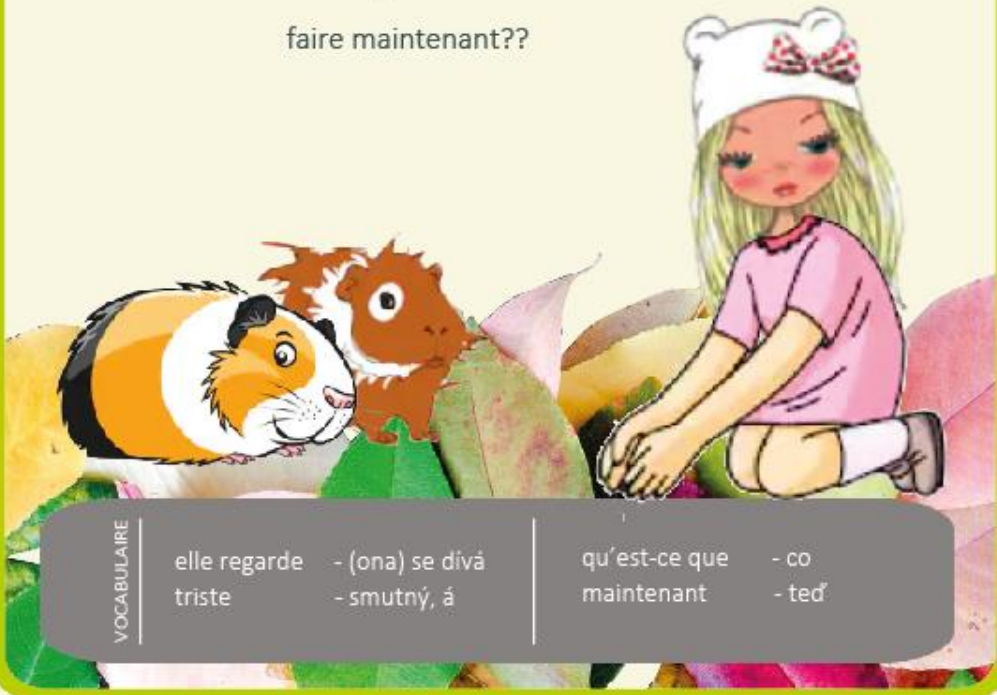 faire maintenant??
VOCABULAIRE
elle regarde - (ona) se dívá
triste - smutný, á
qu'est-ce que - co
maintenant - teď